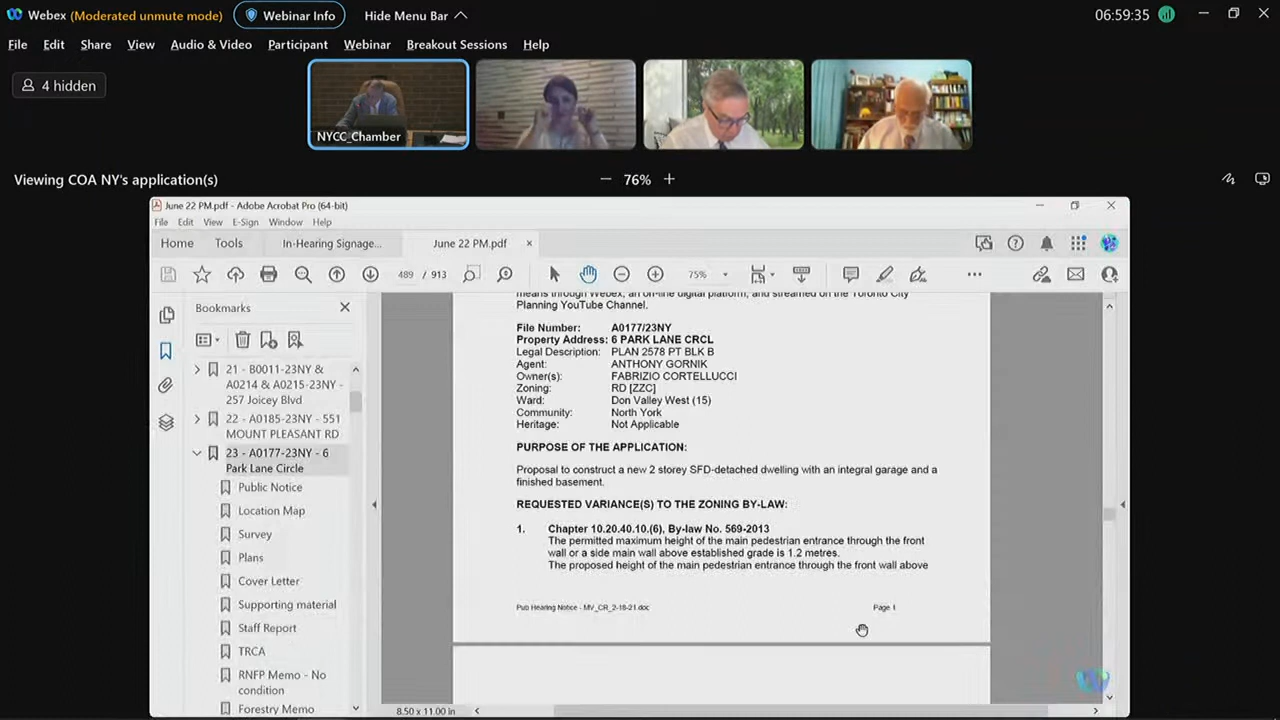 Webex (Moderated unmute mode) Webinar Info Hide Menu Bar 06:59:35
File Edit Share View Audio & Video Participant Webinar Breakout Sessions Help
4 hidden
NYCC_Chamber
Viewing COA NY's application(s) 76%
June 22 PM.pdf - Adobe Acrobat Pro (64-bit)
File Edit View E-Sign Window Help
Home Tools In-Hearing Signage... June 22 PM.pdf ×
489 / 913 75%
Bookmarks
21 - B0011-23NY &
A0214 & A0215-23NY -
257 Joicey Blvd
22 - A0185-23NY - 551
MOUNT PLEASANT RD
23 - A0177-23NY - 6
Park Lane Circle
Public Notice
Location Map
Survey
Plans
Cover Letter
Supporting material
Staff Report
TRCA
RNFP Memo - No
condition
Forestry Memo
means through Webex, an on-line digital platform, and streamed on the Toronto City
Planning YouTube Channel.
File Number: A0177/23NY
Property Address: 6 PARK LANE CRCL
Legal Description: PLAN 2578 PT BLK B
Agent: ANTHONY GORNIK
Owner(s): FABRIZIO CORTELLUCCI
Zoning: RD [ZZC]
Ward: Don Valley West (15)
Community: North York
Heritage: Not Applicable
PURPOSE OF THE APPLICATION:
Proposal to construct a new 2 storey SFD-detached dwelling with an integral garage and a
finished basement.
REQUESTED VARIANCE(S) TO THE ZONING BY-LAW:
1. Chapter 10.20.40.10.(6), By-law No. 569-2013
The permitted maximum height of the main pedestrian entrance through the front
wall or a side main wall above established grade is 1.2 metres.
The proposed height of the main pedestrian entrance through the front wall above
Pub Hearing Notice - MV_CR_2-18-21.doc Page 1
8.50 x 11.00 in